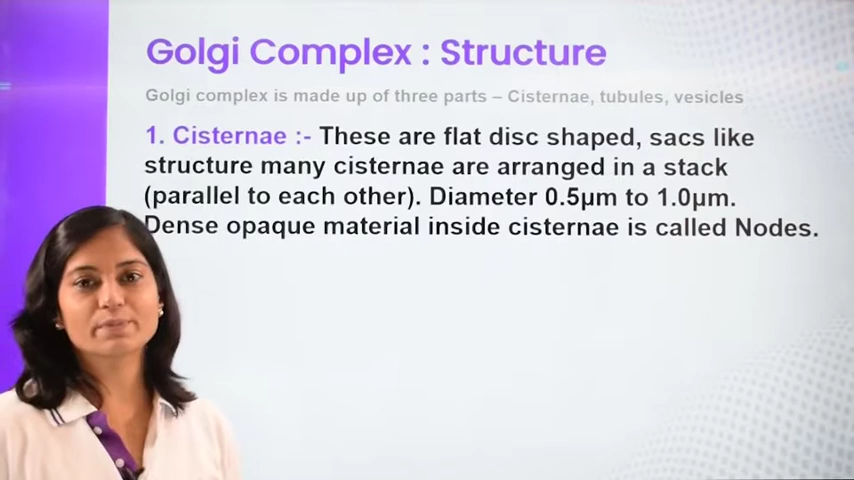 Golgi Complex : Structure
Golgi complex is made up of three parts – Cisternae, tubules, vesicles
1. Cisternae :- These are flat disc shaped, sacs like
structure many cisternae are arranged in a stack
(parallel to each other). Diameter 0.5µm to 1.0µm.
Dense opaque material inside cisternae is called Nodes.